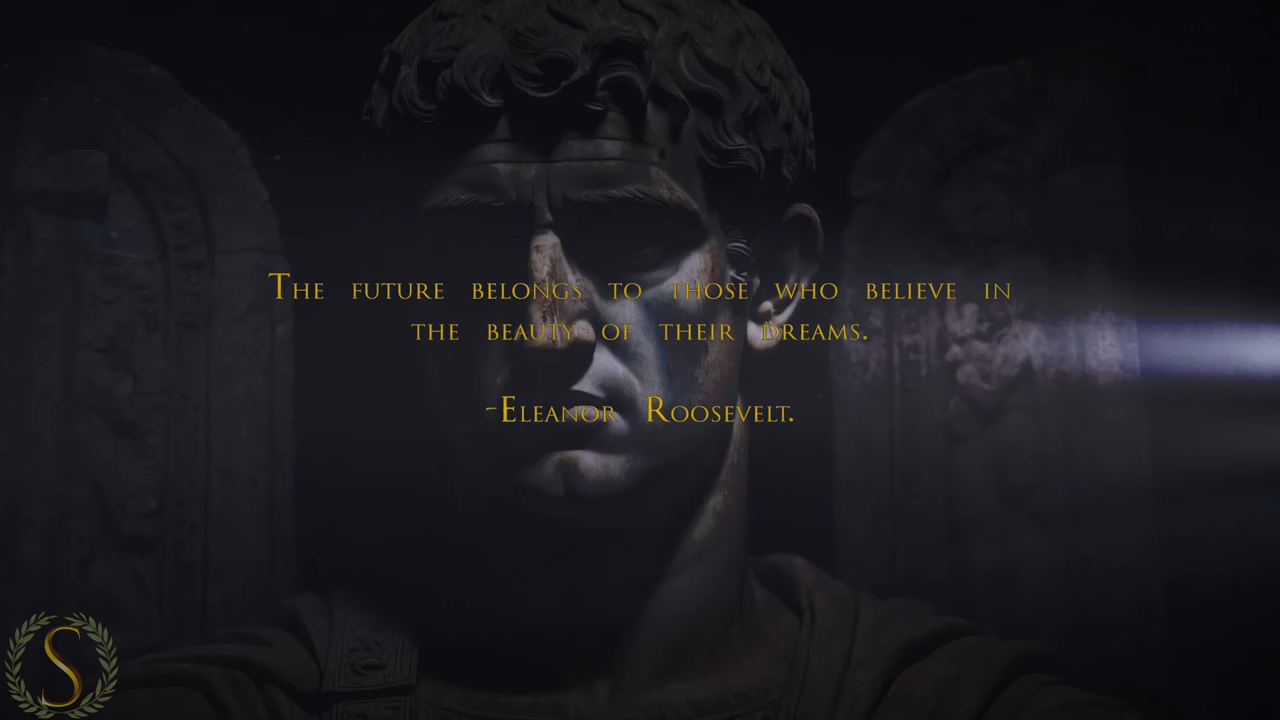 The future belongs to those who believe in
the beauty of their dreams.
-Eleanor Roosevelt.
S